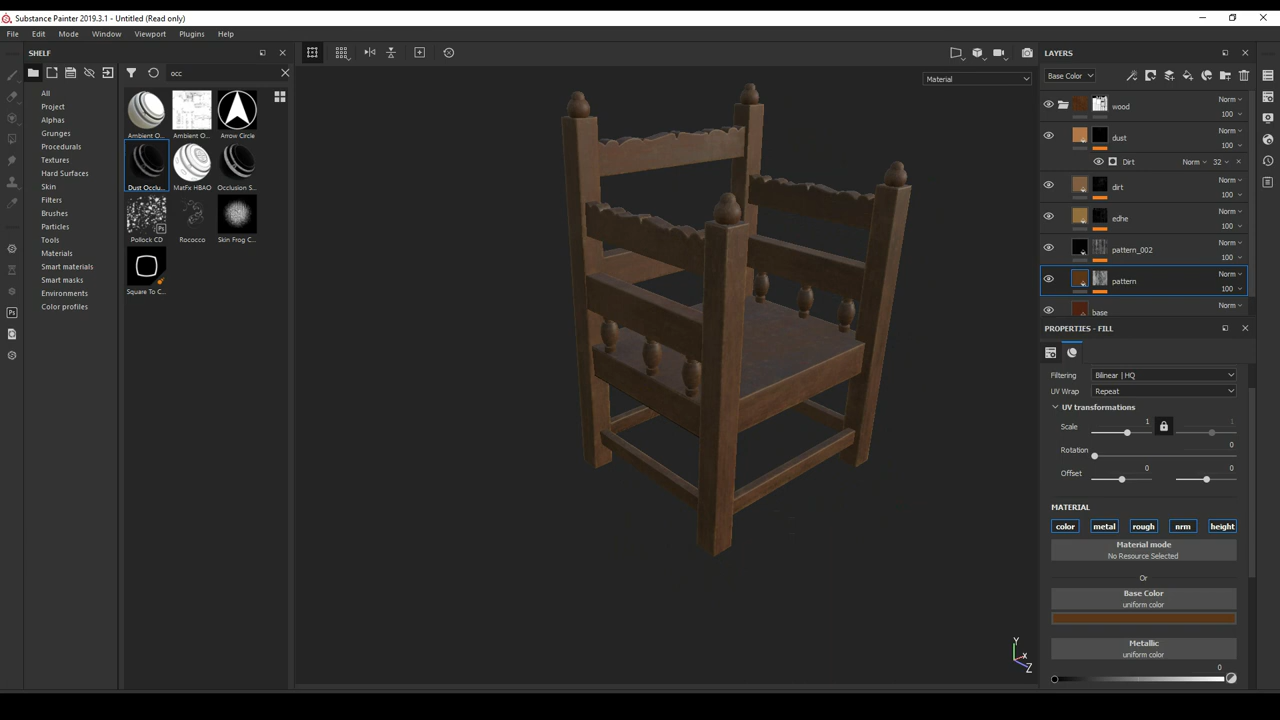 Substance Painter 2019.3.1 - Untitled (Read only)
File Edit Mode Window Viewport Plugins Help
SHELF
occ
All
Project
Alphas
Grunges
Procedurals
Textures
Hard Surfaces
Skin
Filters
Brushes
Particles
Tools
Materials
Smart materials
Smart masks
Environments
Color profiles
Ambient O... Ambient O... Arrow Circle
Dust Occlu... MatFx HBAO Occlusion S...
Pollock CD Rococco Skin Frog C...
Square To C...
Ps
Ps
Material
Y
X
Z
LAYERS
Base Color
wood Norm 100
dust Norm 100
Dirt Norm 32
dirt Norm 100
edhe Norm 100
pattern_002 Norm 100
pattern Norm 100
base Norm
PROPERTIES - FILL
Filtering Bilinear | HQ
UV Wrap Repeat
UV transformations
Scale 1 1
Rotation 0
Offset 0 0
MATERIAL
color metal rough nrm height
Material mode
No Resource Selected
Or
Base Color
uniform color
Metallic
uniform color
0